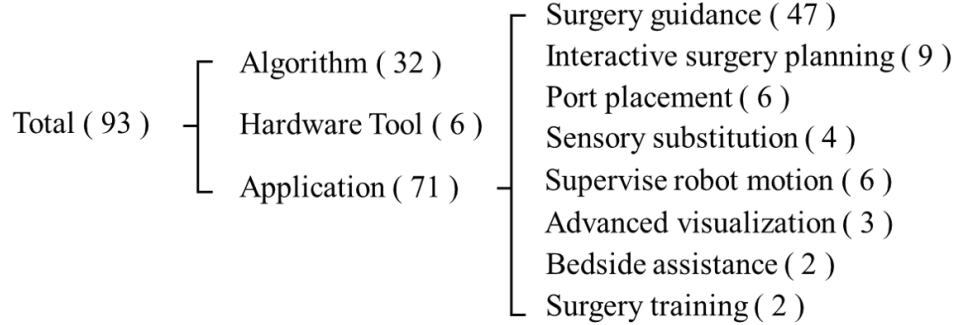 Total ( 93 )
Algorithm ( 32 )
Hardware Tool ( 6 )
Application ( 71 )
Surgery guidance ( 47 )
Interactive surgery planning ( 9 )
Port placement ( 6 )
Sensory substitution ( 4 )
Supervise robot motion ( 6 )
Advanced visualization ( 3 )
Bedside assistance ( 2 )
Surgery training ( 2 )